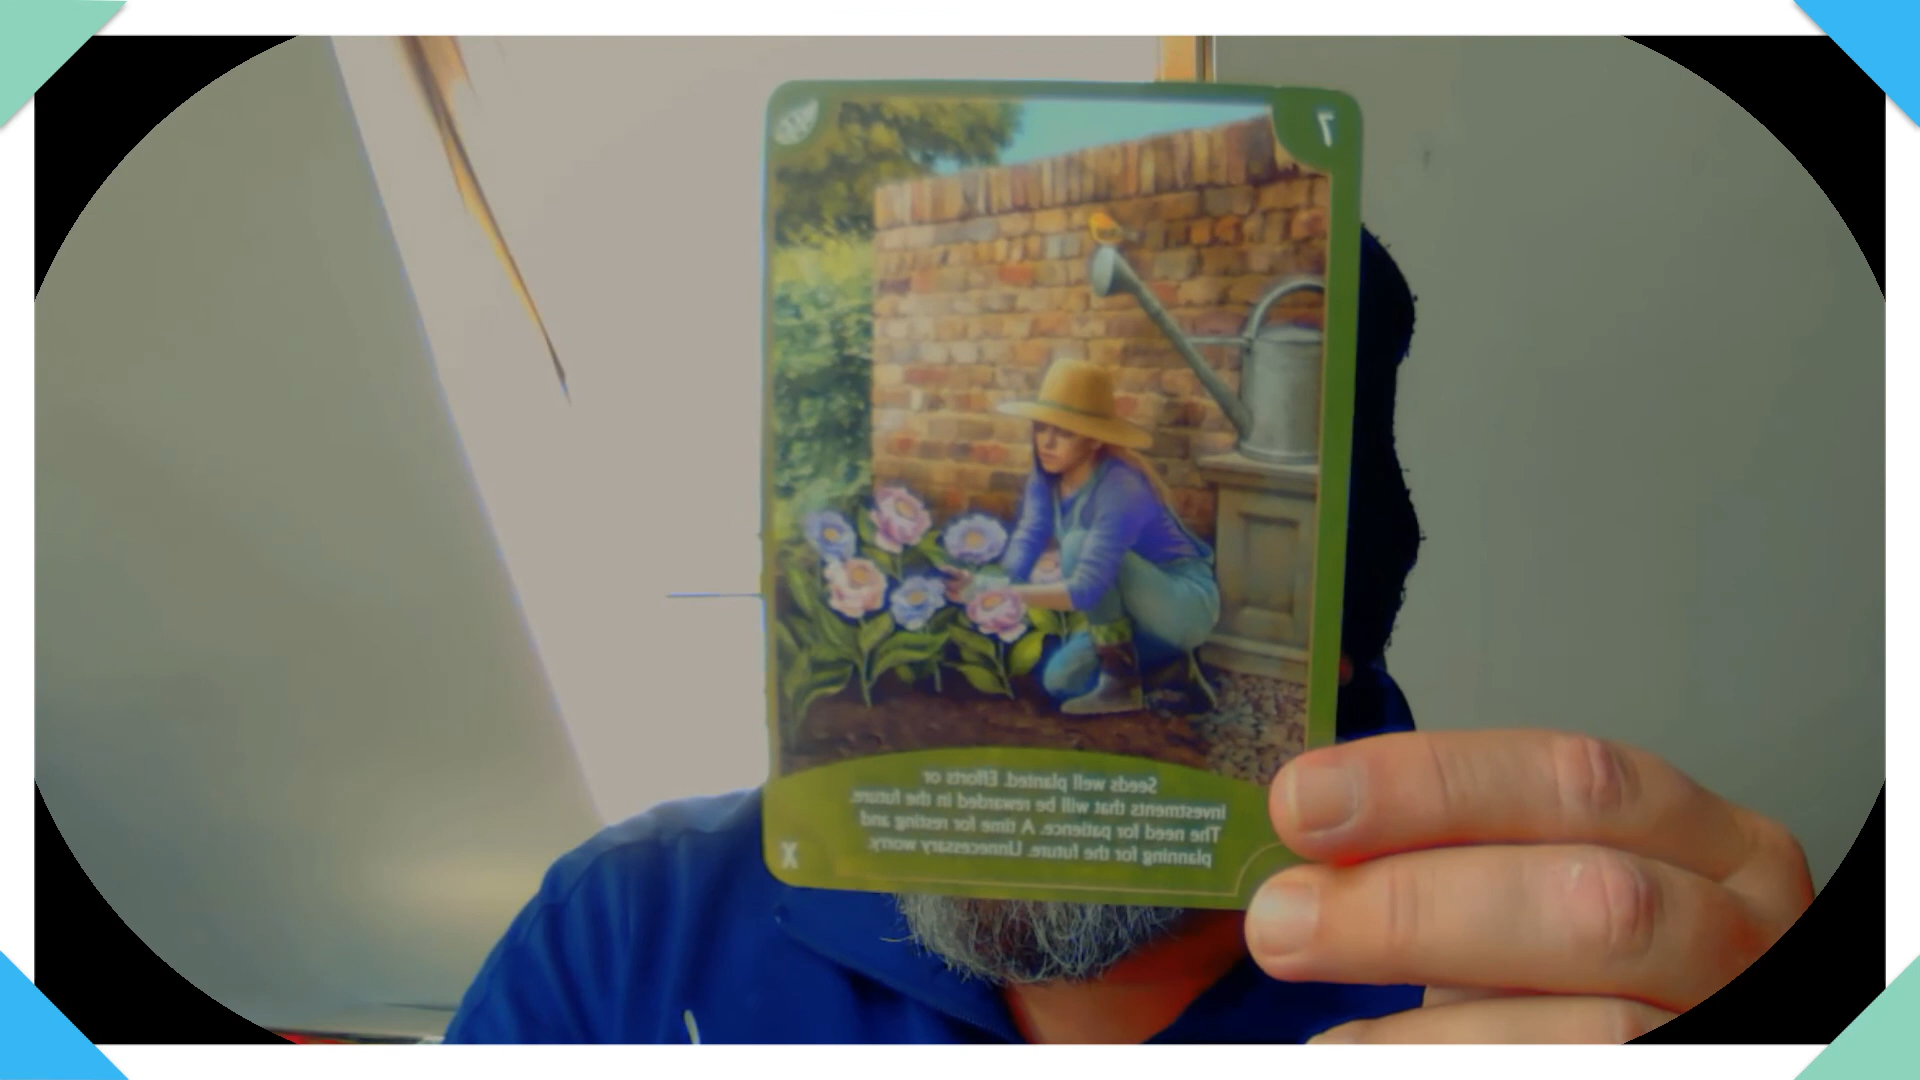 7
Seeds well planted. Efforts or
investments that will be rewarded in the future.
The need for patience. A time for resting and
planning for the future. Unnecessary worry.
X